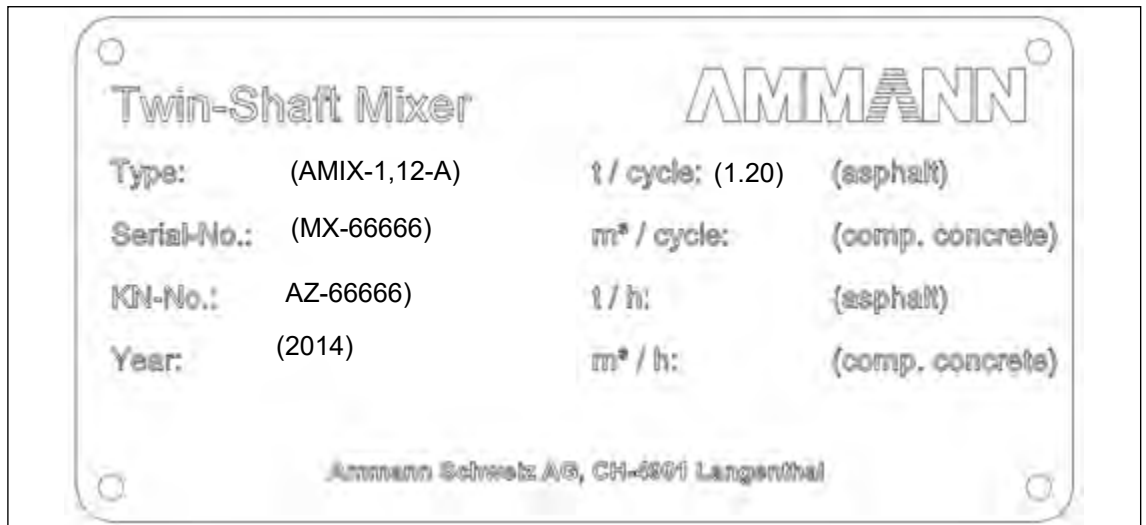 AMMANN
Twin-Shaft Mixer
Type: (AMIX-1,12-A) t / cycle: (1.20) (asphalt)
Serial-No.: (MX-66666) m³ / cycle: (comp. concrete)
KN-No.: AZ-66666) t / h: (asphalt)
Year: (2014) m³ / h: (comp. concrete)
Ammann Schweiz AG, CH-4901 Langenthal